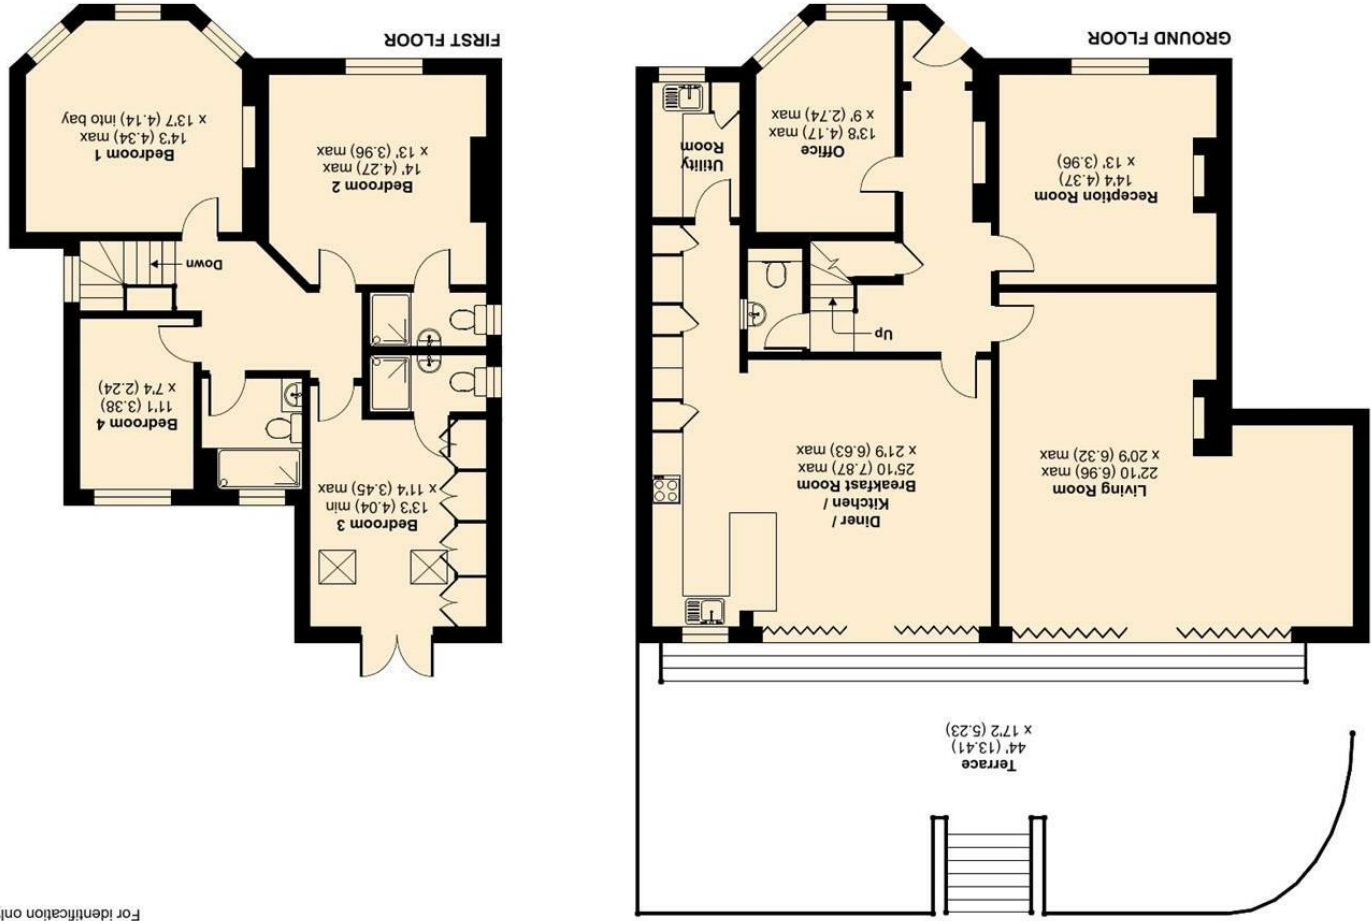 For identification only
Terrace
44' (13.41)
x 17'2 (5.23)
Living Room
22'10 (6.96) max
x 20'9 (6.32) max
Diner /
Kitchen /
Breakfast Room
25'10 (7.87) max
x 21'9 (6.63) max
Up
Reception Room
14'4 (4.37)
x 13' (3.96)
Office
13'8 (4.17) max
x 9' (2.74) max
Utility
Room
GROUND FLOOR
Bedroom 3
13'3 (4.04) min
x 11'4 (3.45) max
Bedroom 4
11'1 (3.38)
x 7'4 (2.24)
Down
Bedroom 2
14' (4.27) max
x 13' (3.96) max
Bedroom 1
14'3 (4.34) max
x 13'7 (4.14) into bay
FIRST FLOOR